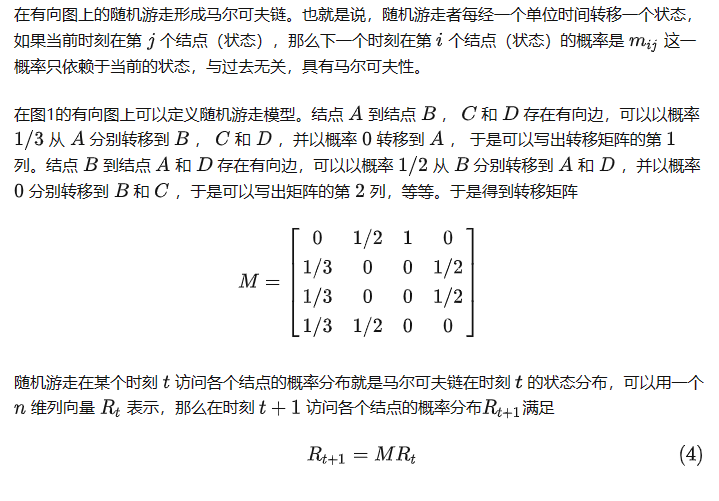 在有向图上的随机游走形成马尔可夫链。也就是说，随机游走者每经一个单位时间转移一个状态，
如果当前时刻在第 j 个结点（状态），那么下一个时刻在第 i 个结点（状态）的概率是 m_{ij} 这一
概率只依赖于当前的状态，与过去无关，具有马尔可夫性。
在图1的有向图上可以定义随机游走模型。结点 A 到结点 B ， C 和 D 存在有向边，可以以概率
1/3 从 A 分别转移到 B ， C 和 D ，并以概率 0 转移到 A ， 于是可以写出转移矩阵的第 1
列。结点 B 到结点 A 和 D 存在有向边，可以以概率 1/2 从 B 分别转移到 A 和 D ，并以概率
0 分别转移到 B 和 C ，于是可以写出矩阵的第 2 列，等等。于是得到转移矩阵
0 1/2 1 0
1/3 0 0 1/2
M = 
1/3 0 0 1/2
1/3 1/2 0 0
随机游走在某个时刻 t 访问各个结点的概率分布就是马尔可夫链在时刻 t 的状态分布，可以用一个
n 维列向量 R_t 表示，那么在时刻 t + 1 访问各个结点的概率分布R_{t+1}满足
R_{t+1} = MR_t (4)